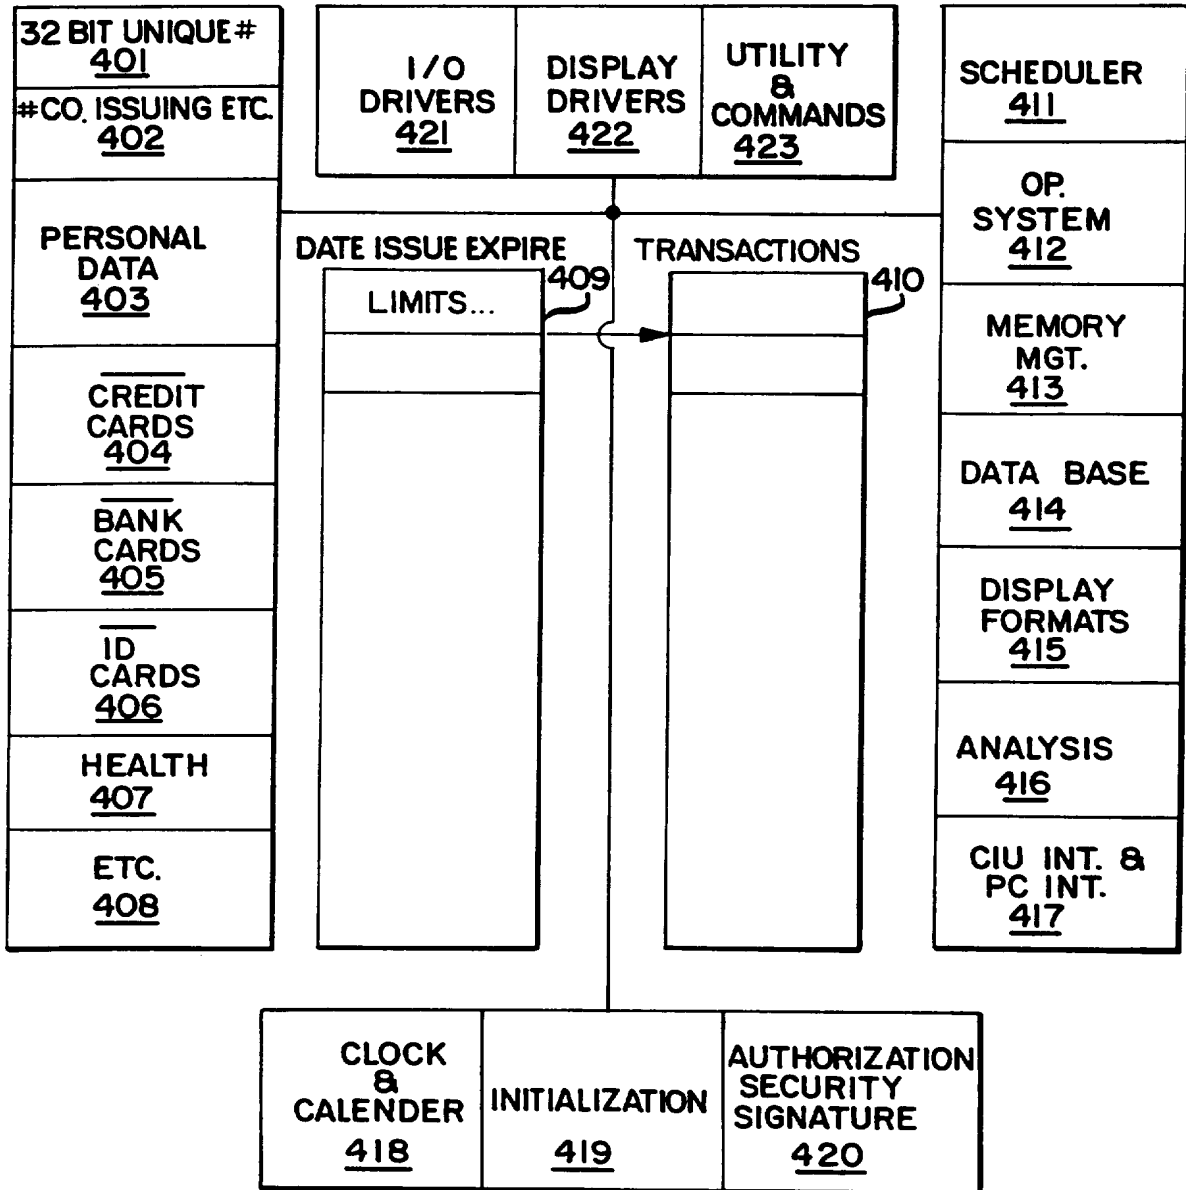 32 BIT UNIQUE#
401
#CO. ISSUING ETC.
402
PERSONAL
DATA
403
CREDIT
CARDS
404
BANK
CARDS
405
ID
CARDS
406
HEALTH
407
ETC.
408
I/O
DRIVERS
421
DISPLAY
DRIVERS
422
UTILITY
&
COMMANDS
423
DATE ISSUE EXPIRE
409
LIMITS...
TRANSACTIONS
410
SCHEDULER
411
OP.
SYSTEM
412
MEMORY
MGT.
413
DATA BASE
414
DISPLAY
FORMATS
415
ANALYSIS
416
CIU INT. &
PC INT.
417
CLOCK
&
CALENDER
418
INITIALIZATION
419
AUTHORIZATION
SECURITY
SIGNATURE
420